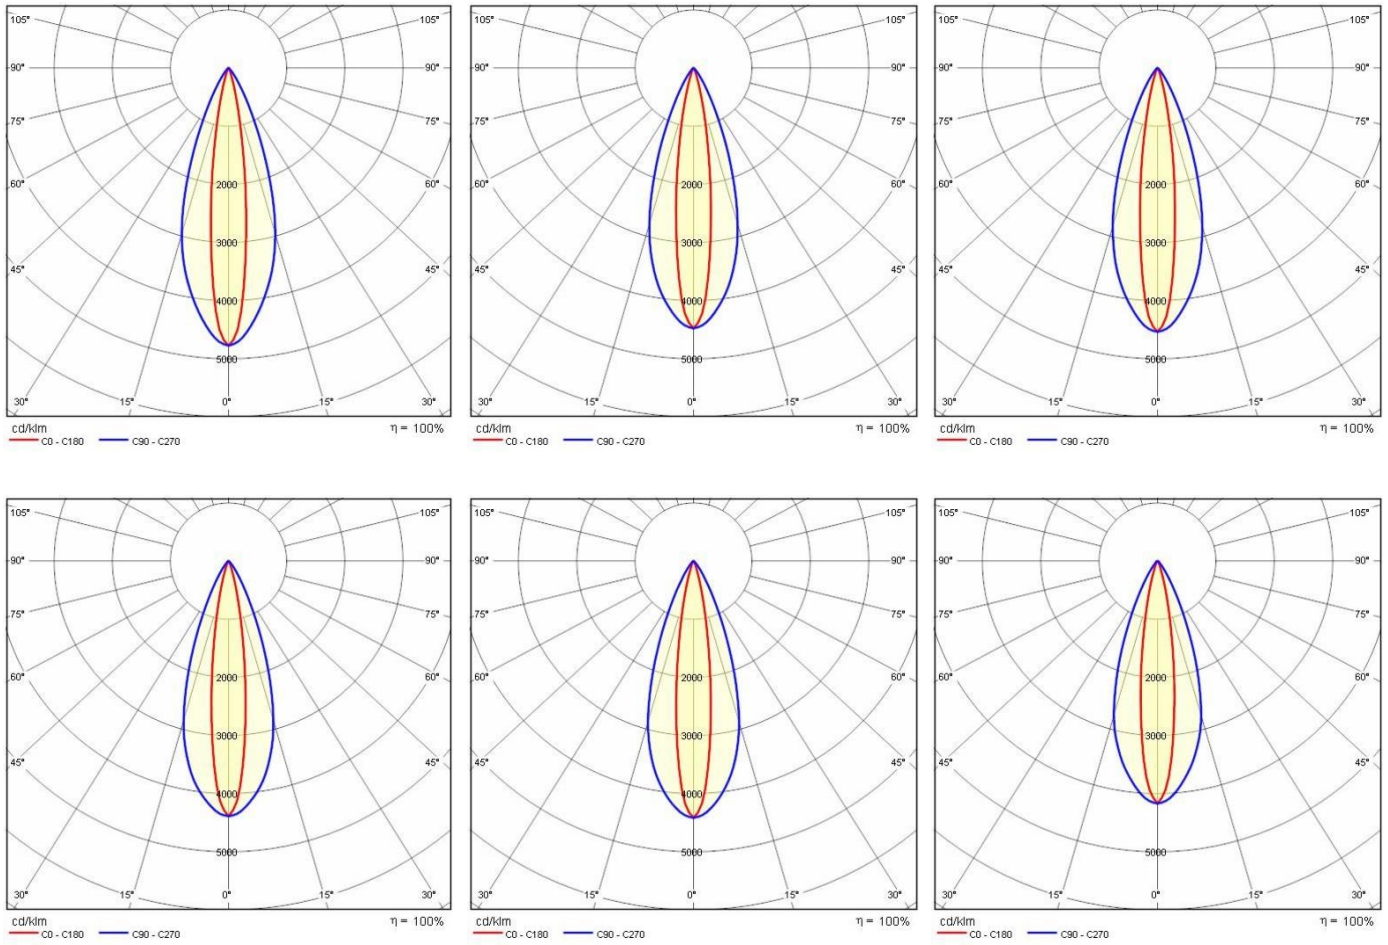 105° 105° 105° 105° 105° 105°
90° 90° 90° 90° 90° 90°
75° 75° 75° 75° 75° 75°
60° 2000 60° 60° 2000 60° 60° 2000 60°
3000 3000 3000
45° 45° 45° 45° 45° 45°
4000 4000 4000
5000 5000 5000
30° 15° 0° 15° 30° 30° 15° 0° 15° 30° 30° 15° 0° 15° 30°
cd/klm η = 100% cd/klm η = 100% cd/klm η = 100%
C0 - C180 C90 - C270 C0 - C180 C90 - C270 C0 - C180 C90 - C270
105° 105° 105° 105° 105° 105°
90° 90° 90° 90° 90° 90°
75° 75° 75° 75° 75° 75°
60° 2000 60° 60° 2000 60° 60° 2000 60°
3000 3000 3000
45° 45° 45° 45° 45° 45°
4000 4000 4000
5000 5000 5000
30° 15° 0° 15° 30° 30° 15° 0° 15° 30° 30° 15° 0° 15° 30°
cd/klm η = 100% cd/klm η = 100% cd/klm η = 100%
C0 - C180 C90 - C270 C0 - C180 C90 - C270 C0 - C180 C90 - C270